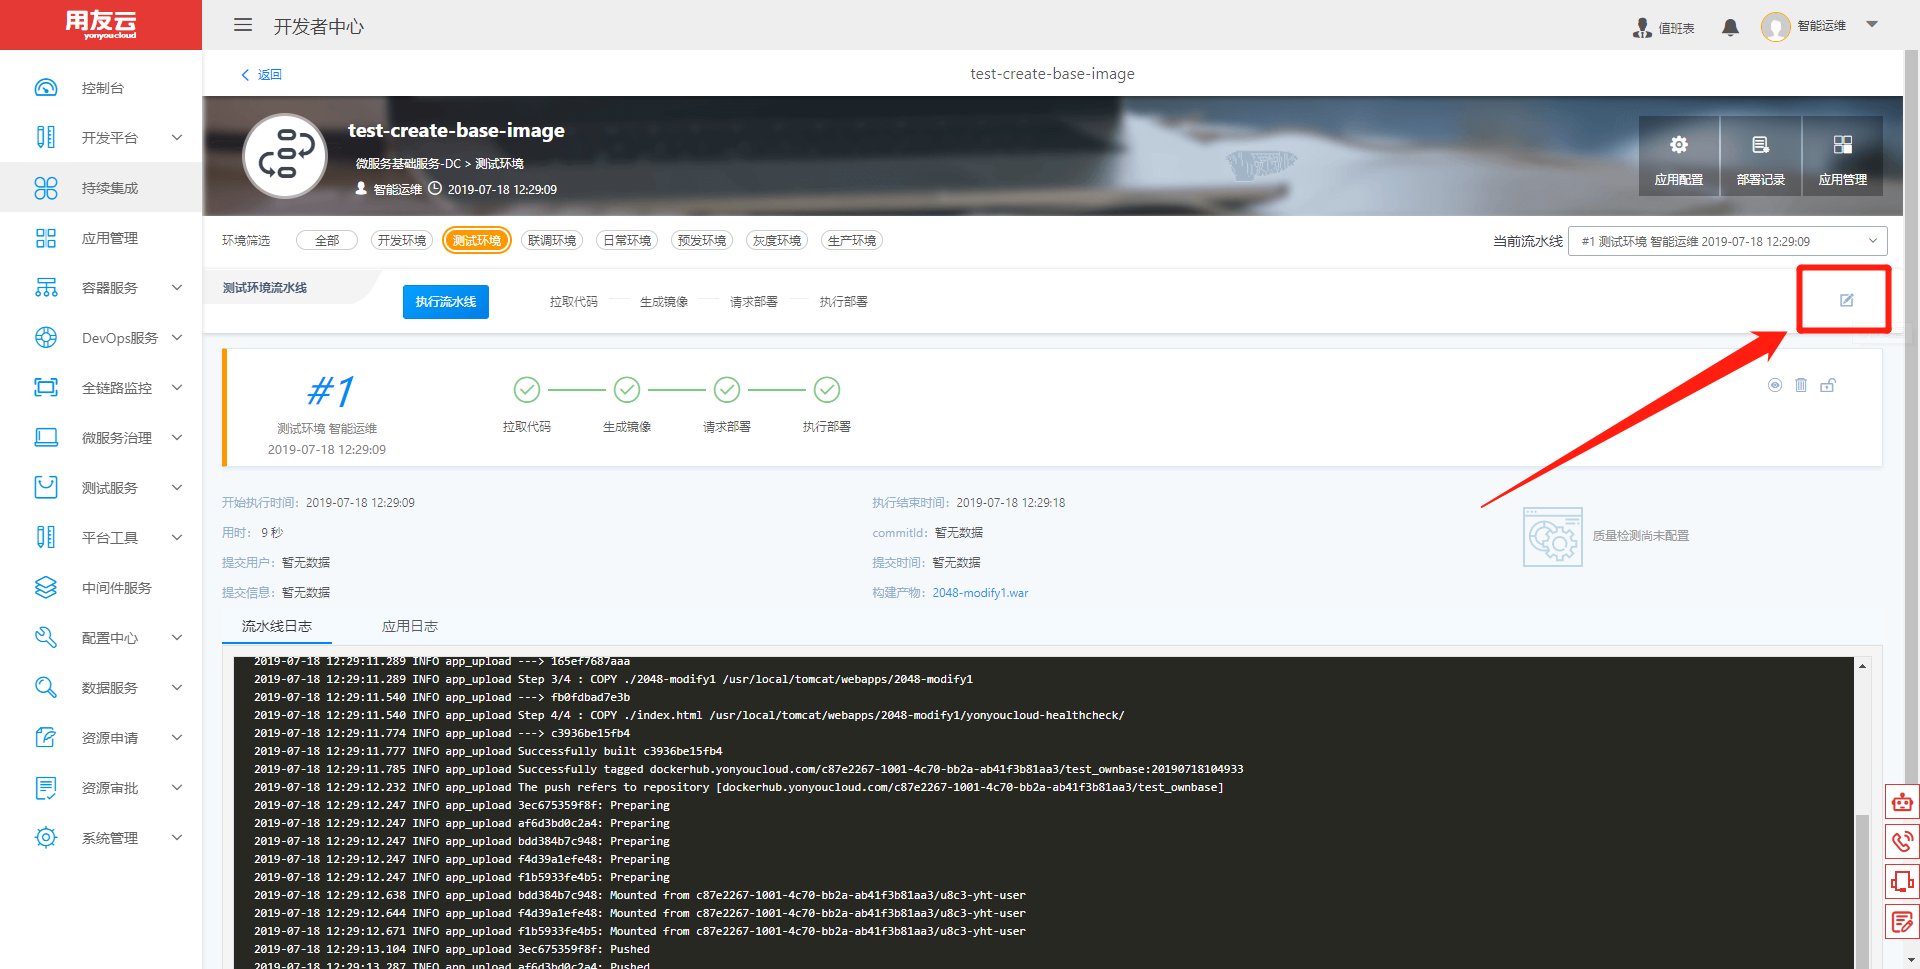 用友云
yonyoucloud
开发者中心
值班表
智能运维
控制台
开发平台
持续集成
应用管理
容器服务
DevOps服务
全链路监控
微服务治理
测试服务
平台工具
中间件服务
配置中心
数据服务
资源申请
资源审批
系统管理
返回
test-create-base-image
test-create-base-image
微服务基础服务-DC > 测试环境
智能运维 2019-07-18 12:29:09
应用配置
部署记录
应用管理
环境筛选
全部
开发环境
测试环境
联调环境
日常环境
预发环境
灰度环境
生产环境
当前流水线
#1 测试环境 智能运维 2019-07-18 12:29:09
测试环境流水线
执行流水线
拉取代码
生成镜像
请求部署
执行部署
#1
测试环境 智能运维
2019-07-18 12:29:09
拉取代码
生成镜像
请求部署
执行部署
开始执行时间: 2019-07-18 12:29:09
执行结束时间: 2019-07-18 12:29:18
用时: 9 秒
commitId: 暂无数据
提交用户: 暂无数据
提交时间: 暂无数据
提交信息: 暂无数据
构建产物: 2048-modify1.war
质量检测尚未配置
流水线日志
应用日志
2019-07-18 12:29:11.289 INFO app_upload ---> 165ef7687aaa
2019-07-18 12:29:11.289 INFO app_upload Step 3/4 : COPY ./2048-modify1 /usr/local/tomcat/webapps/2048-modify1
2019-07-18 12:29:11.540 INFO app_upload ---> fb0fdbad7e3b
2019-07-18 12:29:11.540 INFO app_upload Step 4/4 : COPY ./index.html /usr/local/tomcat/webapps/2048-modify1/yonyoucloud-healthcheck/
2019-07-18 12:29:11.774 INFO app_upload ---> c3936be15fb4
2019-07-18 12:29:11.777 INFO app_upload Successfully built c3936be15fb4
2019-07-18 12:29:11.785 INFO app_upload Successfully tagged dockerhub.yonyoucloud.com/c87e2267-1001-4c70-bb2a-ab41f3b81aa3/test_ownbase:20190718104933
2019-07-18 12:29:12.232 INFO app_upload The push refers to repository [dockerhub.yonyoucloud.com/c87e2267-1001-4c70-bb2a-ab41f3b81aa3/test_ownbase]
2019-07-18 12:29:12.247 INFO app_upload 3ec675359f8f: Preparing
2019-07-18 12:29:12.247 INFO app_upload af6d3bd0c2a4: Preparing
2019-07-18 12:29:12.247 INFO app_upload bdd384b7c948: Preparing
2019-07-18 12:29:12.247 INFO app_upload f4d39a1efe48: Preparing
2019-07-18 12:29:12.247 INFO app_upload f1b5933fe4b5: Preparing
2019-07-18 12:29:12.638 INFO app_upload bdd384b7c948: Mounted from c87e2267-1001-4c70-bb2a-ab41f3b81aa3/u8c3-yht-user
2019-07-18 12:29:12.644 INFO app_upload f4d39a1efe48: Mounted from c87e2267-1001-4c70-bb2a-ab41f3b81aa3/u8c3-yht-user
2019-07-18 12:29:12.671 INFO app_upload f1b5933fe4b5: Mounted from c87e2267-1001-4c70-bb2a-ab41f3b81aa3/u8c3-yht-user
2019-07-18 12:29:13.104 INFO app_upload 3ec675359f8f: Pushed
2019-07-18 12:29:13.287 INFO app_upload af6d3bd0c2a4: Pushed